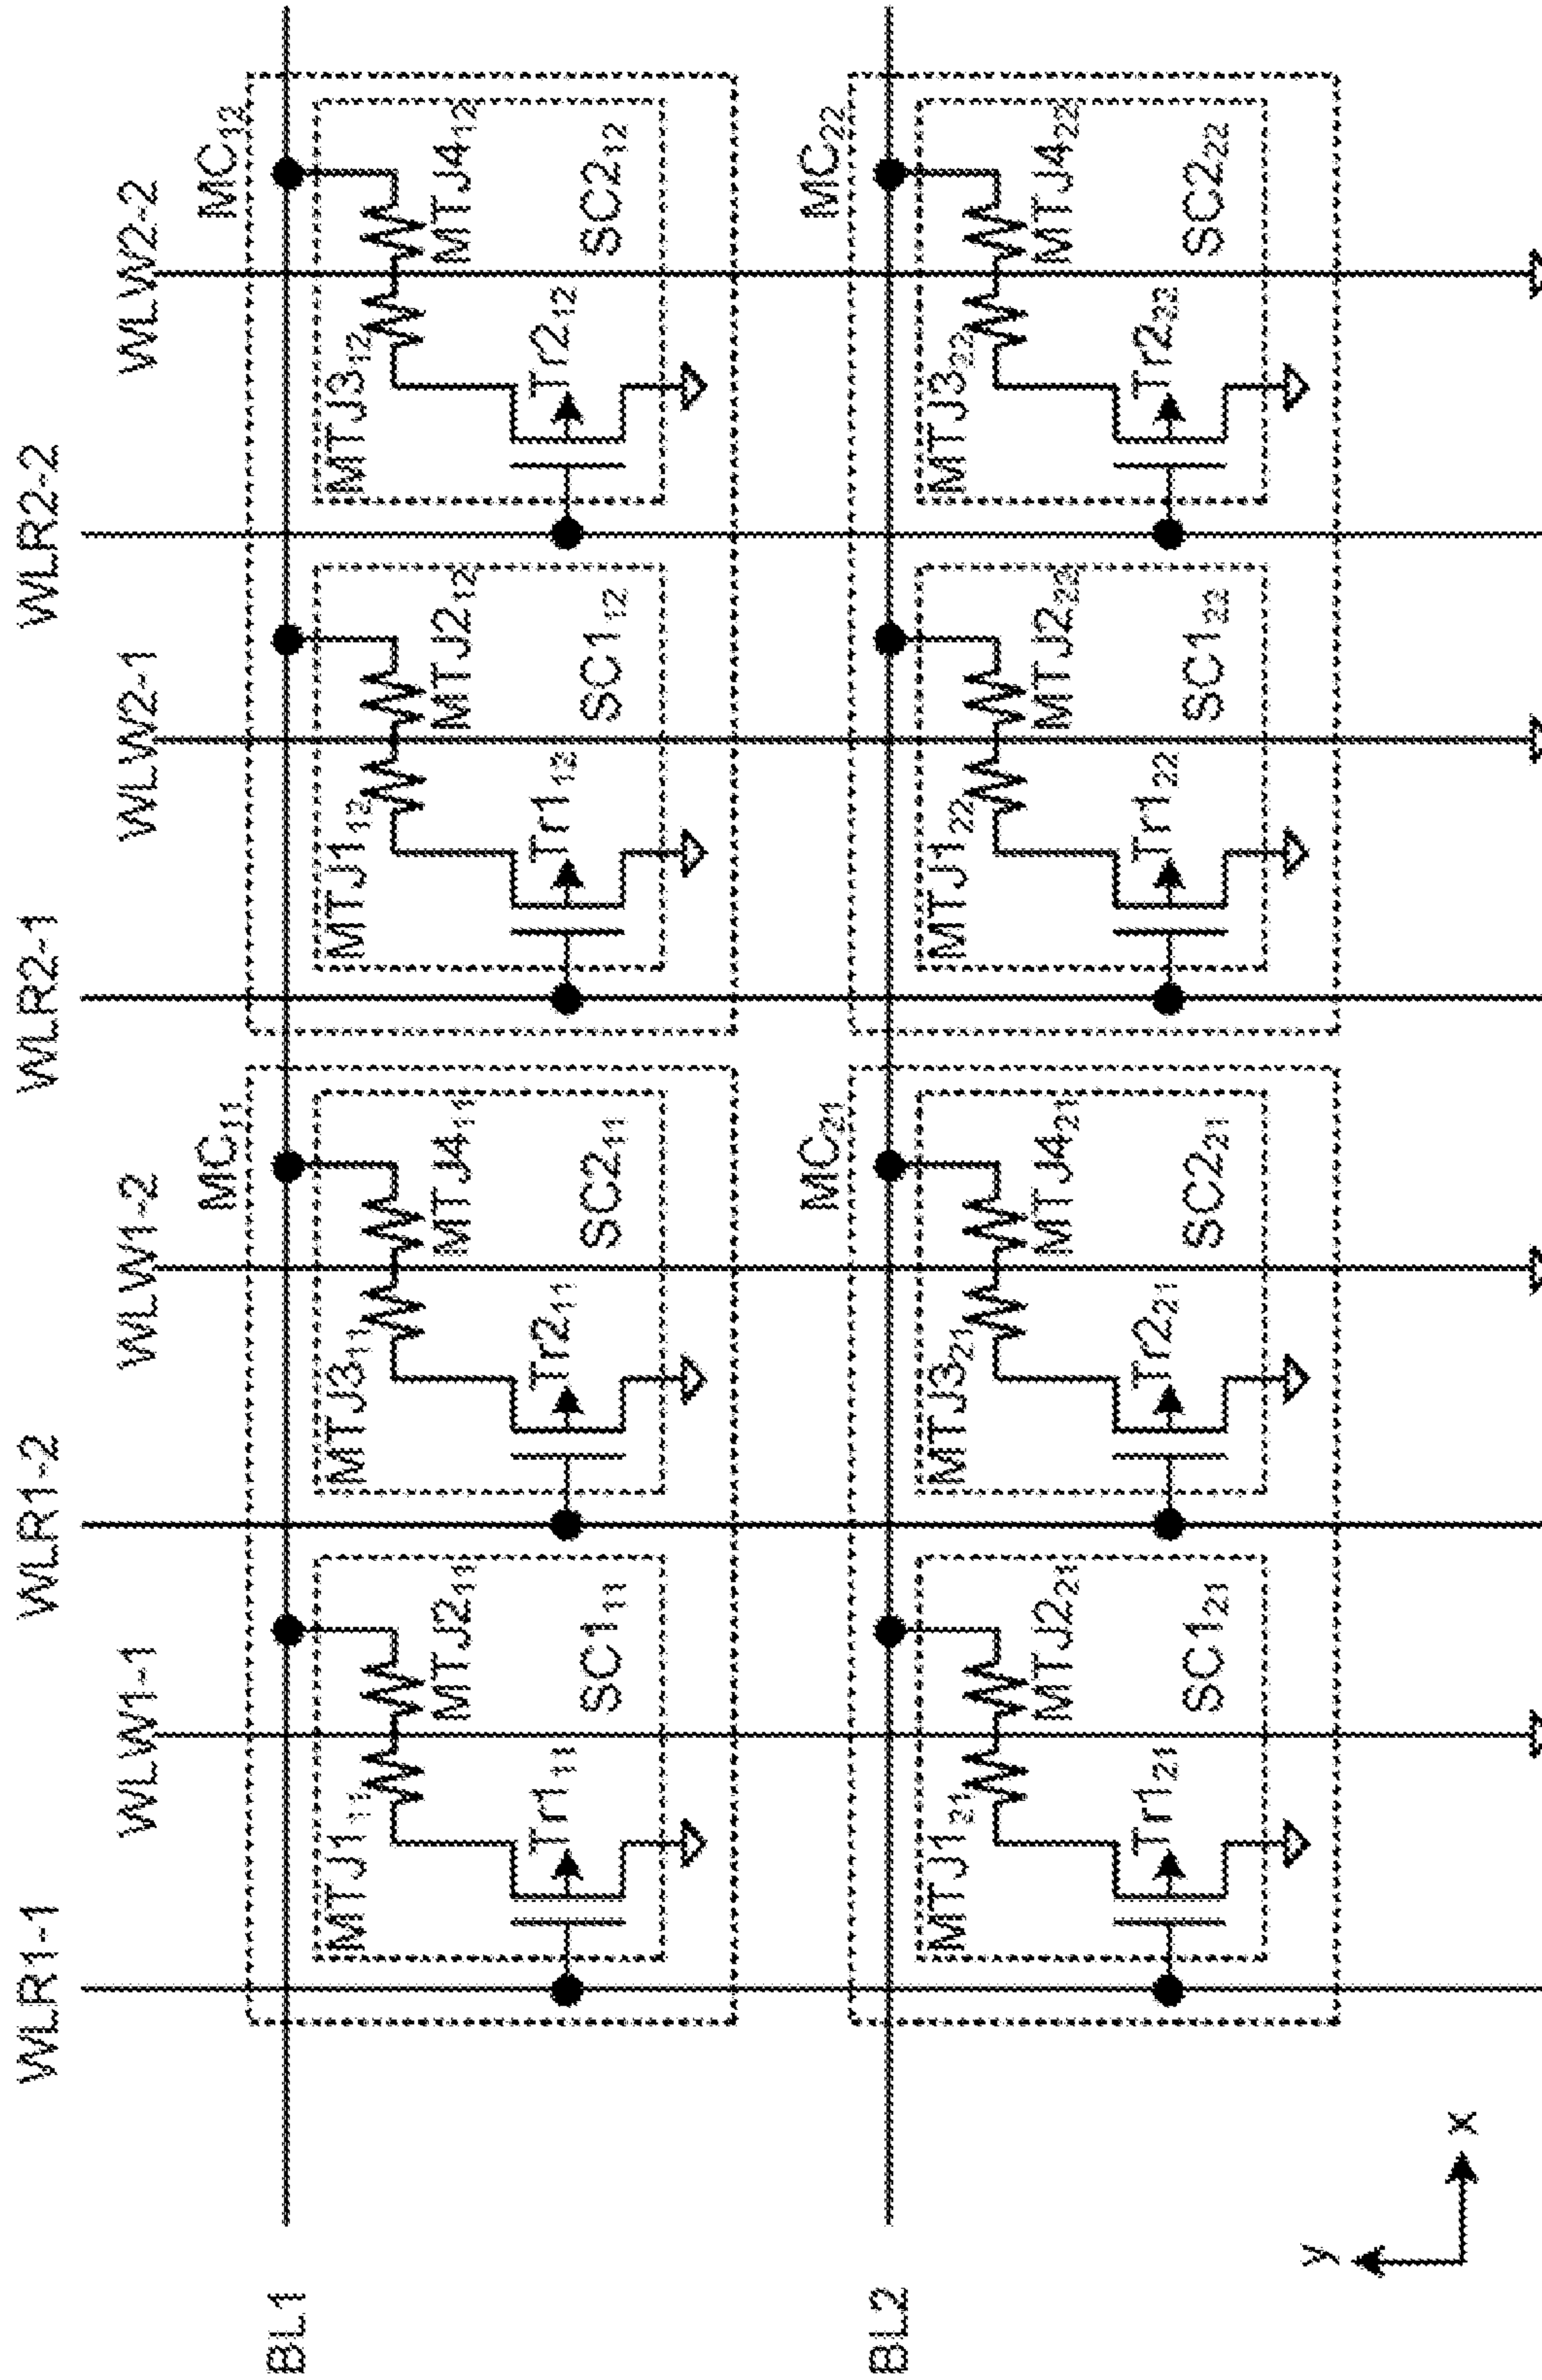 WLR1-1
WLR1-2
WLR2-1
WLR2-2
WLW1-1
WLW1-2
WLW2-1
WLW2-2
MC₁₁
MC₁₂
BL1
MTJ1₁₁
MTJ2₁₁
Tr1₁₁
SC1₁₁
MTJ3₁₁
MTJ4₁₁
Tr2₁₁
SC2₁₁
MTJ1₁₂
MTJ2₁₂
Tr1₁₂
SC1₁₂
MTJ3₁₂
MTJ4₁₂
Tr2₁₂
SC2₁₂
MC₂₁
MC₂₂
BL2
MTJ1₂₁
MTJ2₂₁
Tr1₂₁
SC1₂₁
MTJ3₂₁
MTJ4₂₁
Tr2₂₁
SC2₂₁
MTJ1₂₂
MTJ2₂₂
Tr1₂₂
SC1₂₂
MTJ3₂₂
MTJ4₂₂
Tr2₂₂
SC2₂₂
y
x